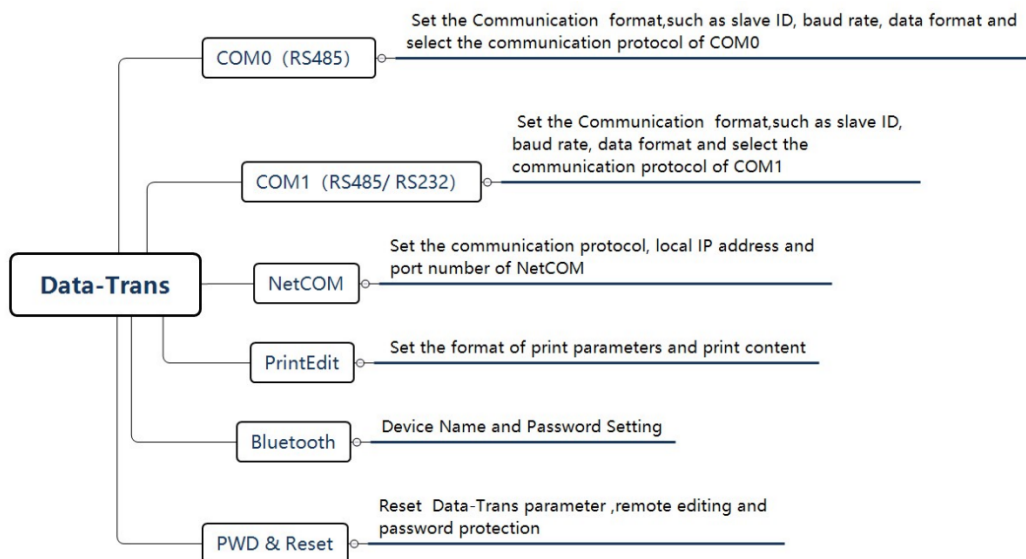 Set the Communication  format,such as slave ID, baud rate, data format and
select the communication protocol of COM0
COM0（RS485）
Set the Communication  format,such as slave ID,
baud rate, data format and select the
communication protocol of COM1
COM1（RS485/ RS232）
Set the communication protocol, local IP address and
port number of NetCOM
NetCOM
Data-Trans
Set the format of print parameters and print content
PrintEdit
Device Name and Password Setting
Bluetooth
Reset  Data-Trans parameter ,remote editing and
password protection
PWD & Reset